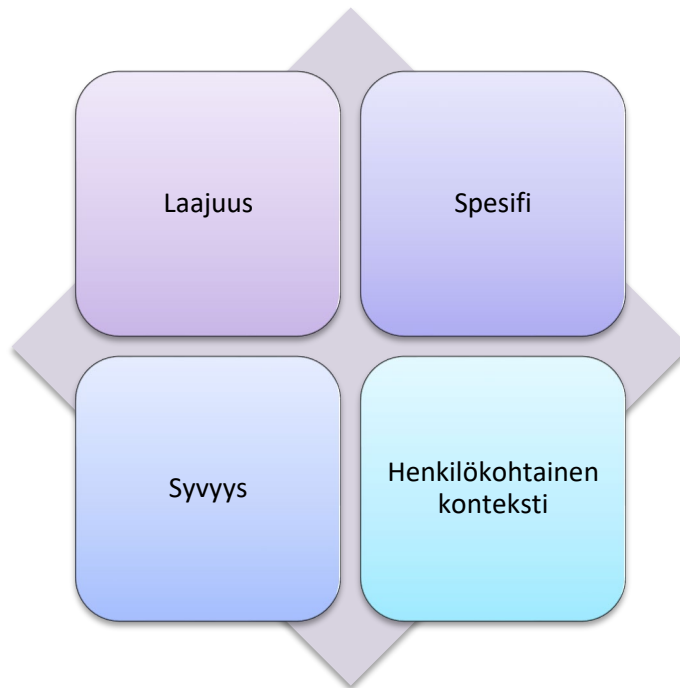 Laajuus
Spesifi
Syvyys
Henkilökohtainen
konteksti